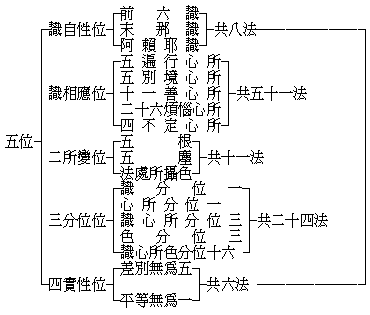 五位
識自性位
前六識
末那識
阿賴耶識
共八法
識相應位
五遍行心所
五別境心所
十一善心所
二十六煩惱心所
四不定心所
共五十一法
二所變位
五根
五塵
法處所攝色
共十一法
三分位位
識分位一
心所分位一
識心所分位三
色分位三
識心所色分位十六
共二十四法
四實性位
差別無為五
平等無為一
共六法